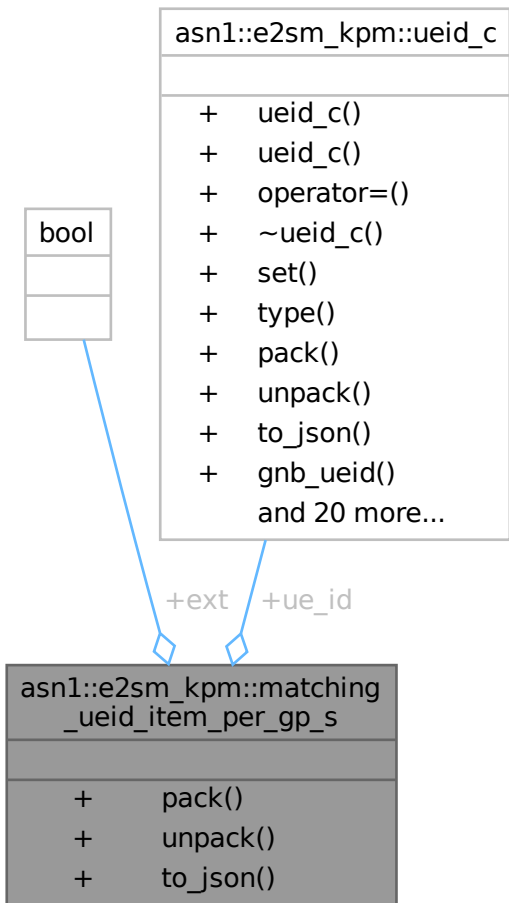 asn1::e2sm_kpm::ueid_c
+ ueid_c()
+ ueid_c()
+ operator=()
+ ~ueid_c()
+ set()
+ type()
+ pack()
+ unpack()
+ to_json()
+ gnb_ueid()
and 20 more...
bool
+ext
+ue_id
asn1::e2sm_kpm::matching
_ueid_item_per_gp_s
+ pack()
+ unpack()
+ to_json()